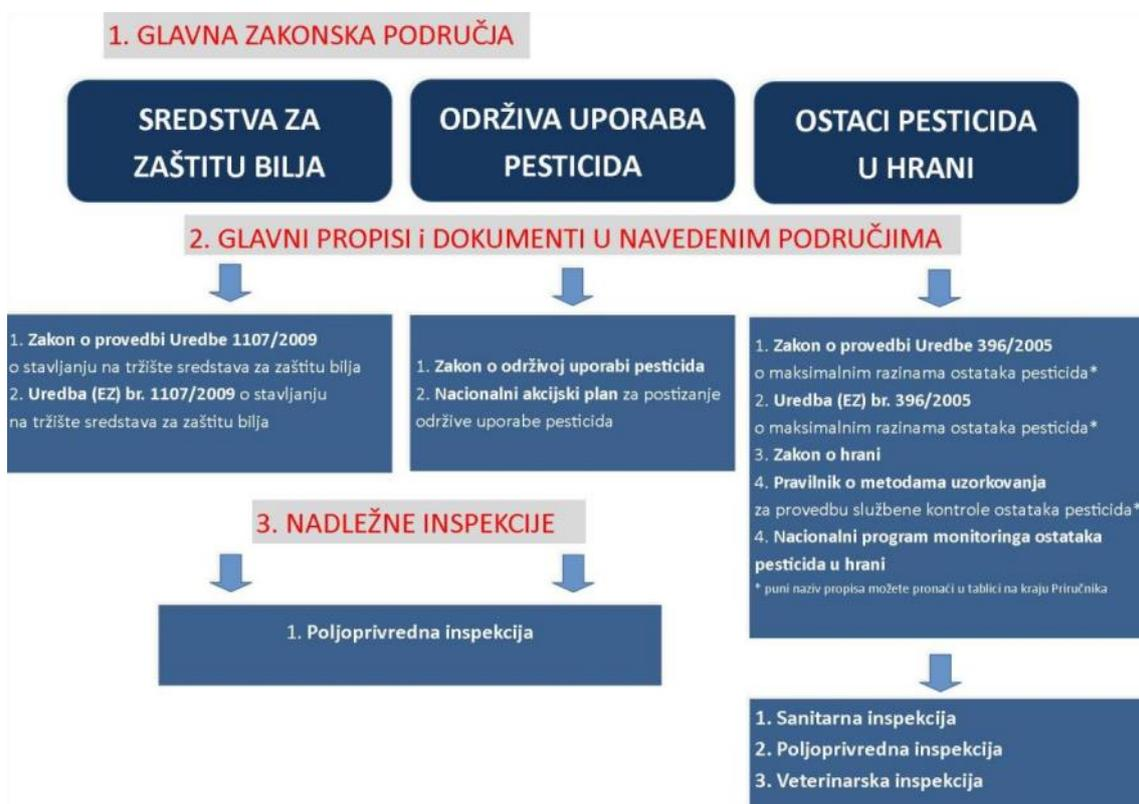 1. GLAVNA ZAKONSKA PODRUČJA
SREDSTVA ZA
ZAŠTITU BILJA
ODRŽIVA UPORABA
PESTICIDA
OSTACI PESTICIDA
U HRANI
2. GLAVNI PROPISI i DOKUMENTI U NAVEDENIM PODRUČJIMA
1. Zakon o provedbi Uredbe 1107/2009
o stavljanju na tržište sredstava za zaštitu bilja
2. Uredba (EZ) br. 1107/2009 o stavljanju
na tržište sredstava za zaštitu bilja
1. Zakon o održivoj uporabi pesticida
2. Nacionalni akcijski plan za postizanje
održive uporabe pesticida
1. Zakon o provedbi Uredbe 396/2005
o maksimalnim razinama ostataka pesticida*
2. Uredba (EZ) br. 396/2005
o maksimalnim razinama ostataka pesticida*
3. Zakon o hrani
4. Pravilnik o metodama uzorkovanja
za provedbu službene kontrole ostataka pesticida*
4. Nacionalni program monitoringa ostataka
pesticida u hrani
* puni naziv propisa možete pronaći u tablici na kraju Priručnika
3. NADLEŽNE INSPEKCIJE
1. Poljoprivredna inspekcija
1. Sanitarna inspekcija
2. Poljoprivredna inspekcija
3. Veterinarska inspekcija